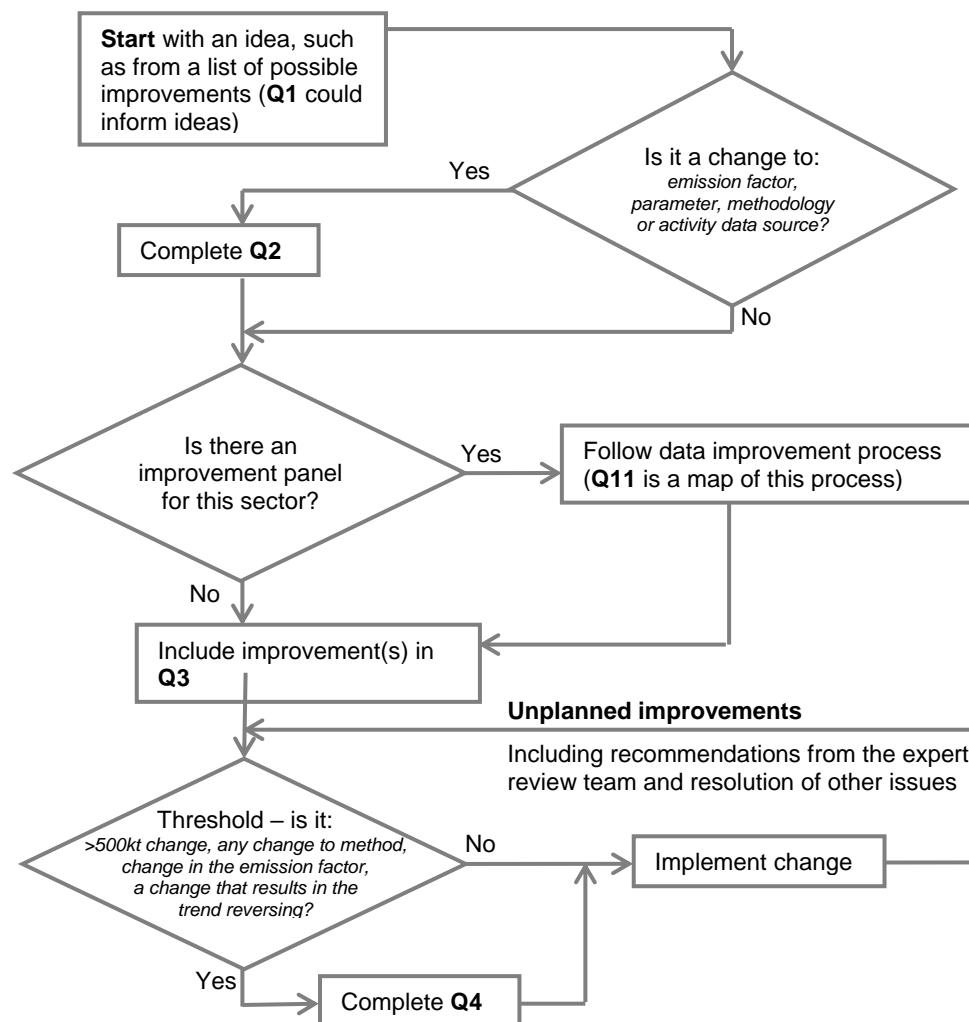 Start with an idea, such
as from a list of possible
improvements (Q1 could
inform ideas)
Is it a change to:
emission factor,
parameter, methodology
or activity data source?
Yes
No
Complete Q2
Is there an
improvement panel
for this sector?
Yes
No
Follow data improvement process
(Q11 is a map of this process)
Include improvement(s) in
Q3
Unplanned improvements
Including recommendations from the expert
review team and resolution of other issues
Threshold – is it:
>500kt change, any change to method,
change in the emission factor,
a change that results in the
trend reversing?
No
Yes
Implement change
Complete Q4